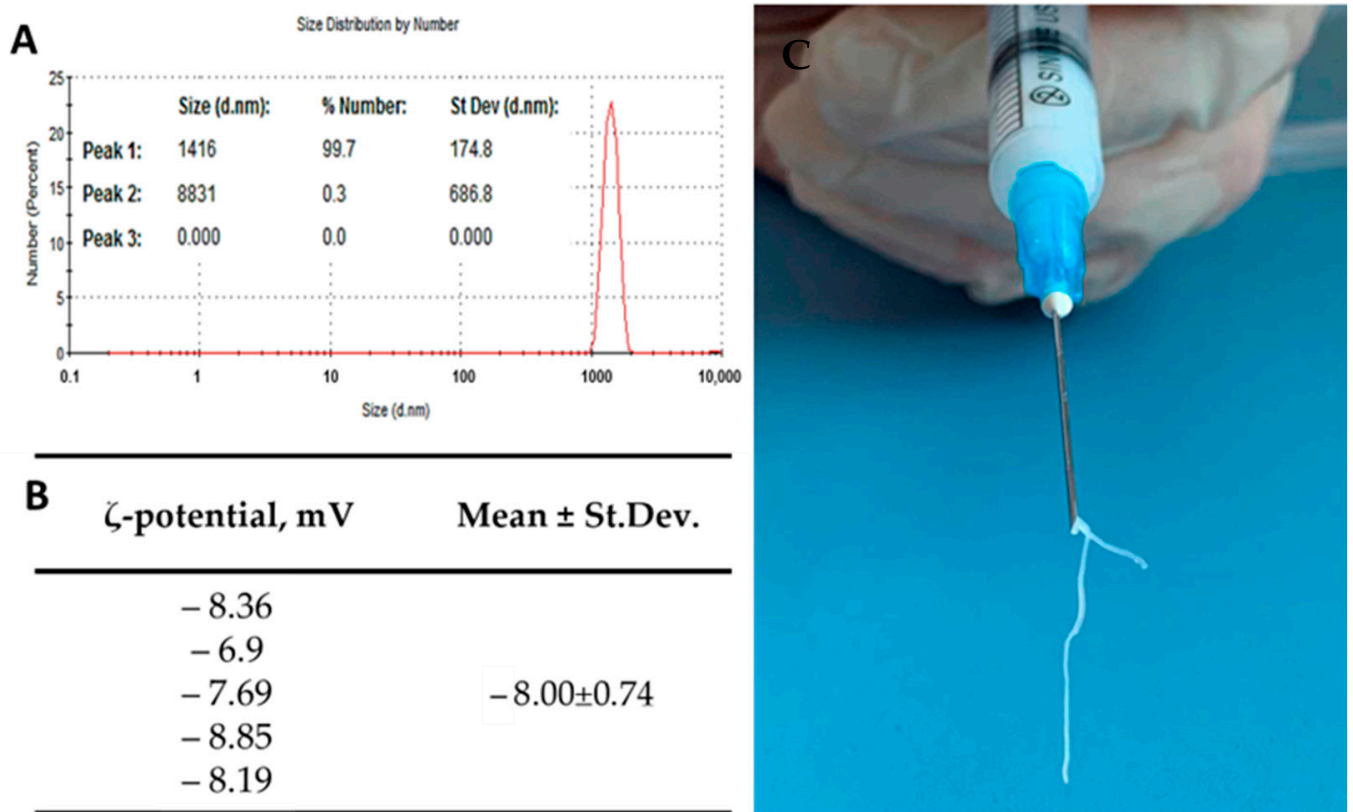 A
Size Distribution by Number
Size (d.nm): % Number: St Dev (d.nm):
Peak 1: 1416 99.7 174.8
Peak 2: 8831 0.3 686.8
Peak 3: 0.000 0.0 0.000
Number (Percent)
25
20
15
10
5
0
0.1 1 10 100 1000 10,000
Size (d.nm)
B
ζ-potential, mV Mean ± St.Dev.
– 8.36
– 6.9
– 7.69 – 8.00±0.74
– 8.85
– 8.19
C